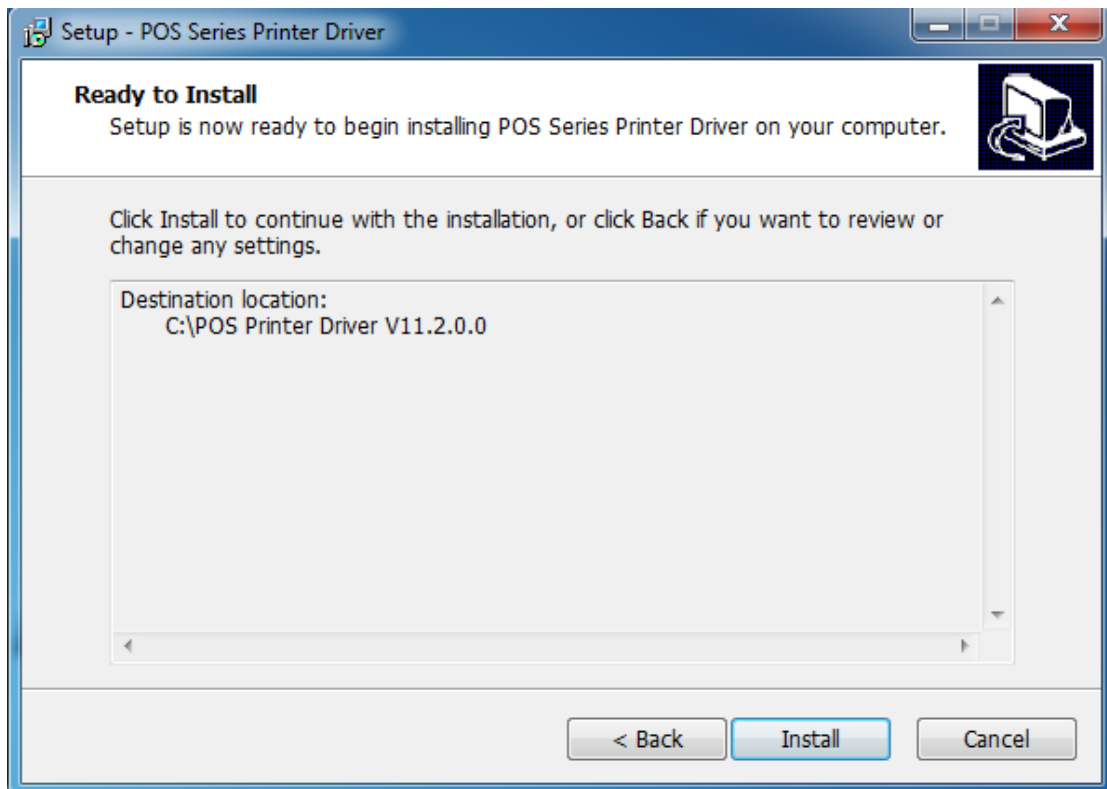 Setup - POS Series Printer Driver
Ready to Install
Setup is now ready to begin installing POS Series Printer Driver on your computer.
Click Install to continue with the installation, or click Back if you want to review or
change any settings.
Destination location:
C:\POS Printer Driver V11.2.0.0
< Back
Install
Cancel